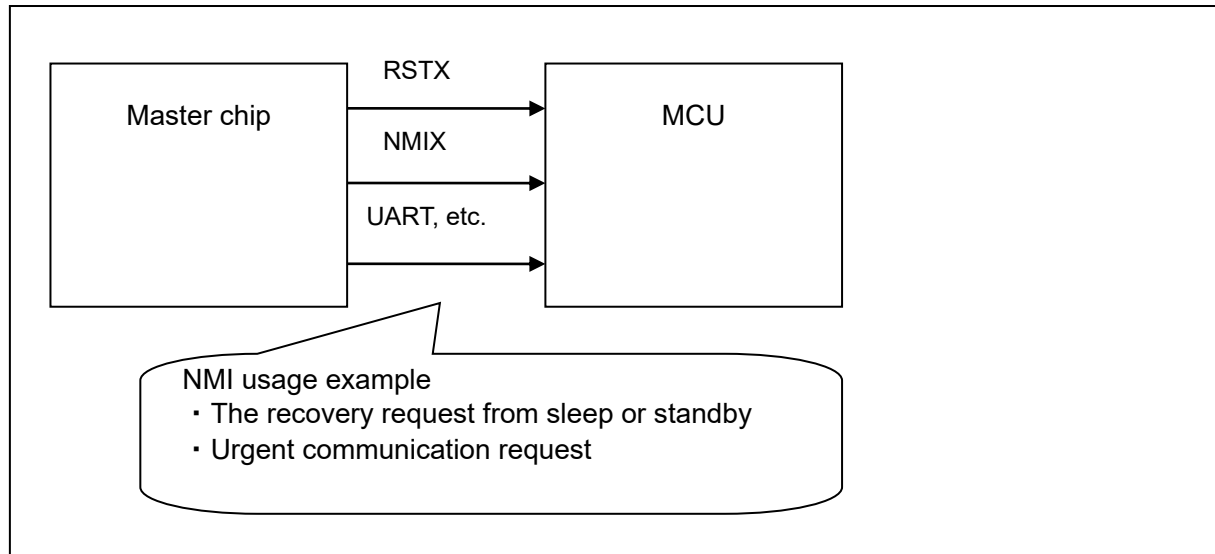 RSTX
Master chip
MCU
NMIX
UART, etc.
NMI usage example
・The recovery request from sleep or standby
・Urgent communication request